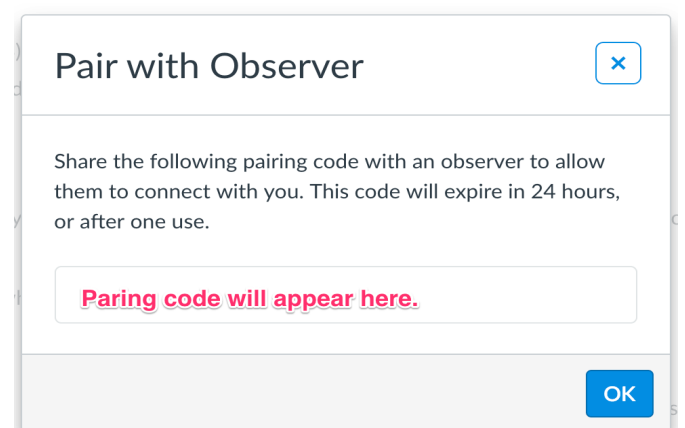 Pair with Observer
Share the following pairing code with an observer to allow
them to connect with you. This code will expire in 24 hours,
or after one use.
Paring code will appear here.
OK